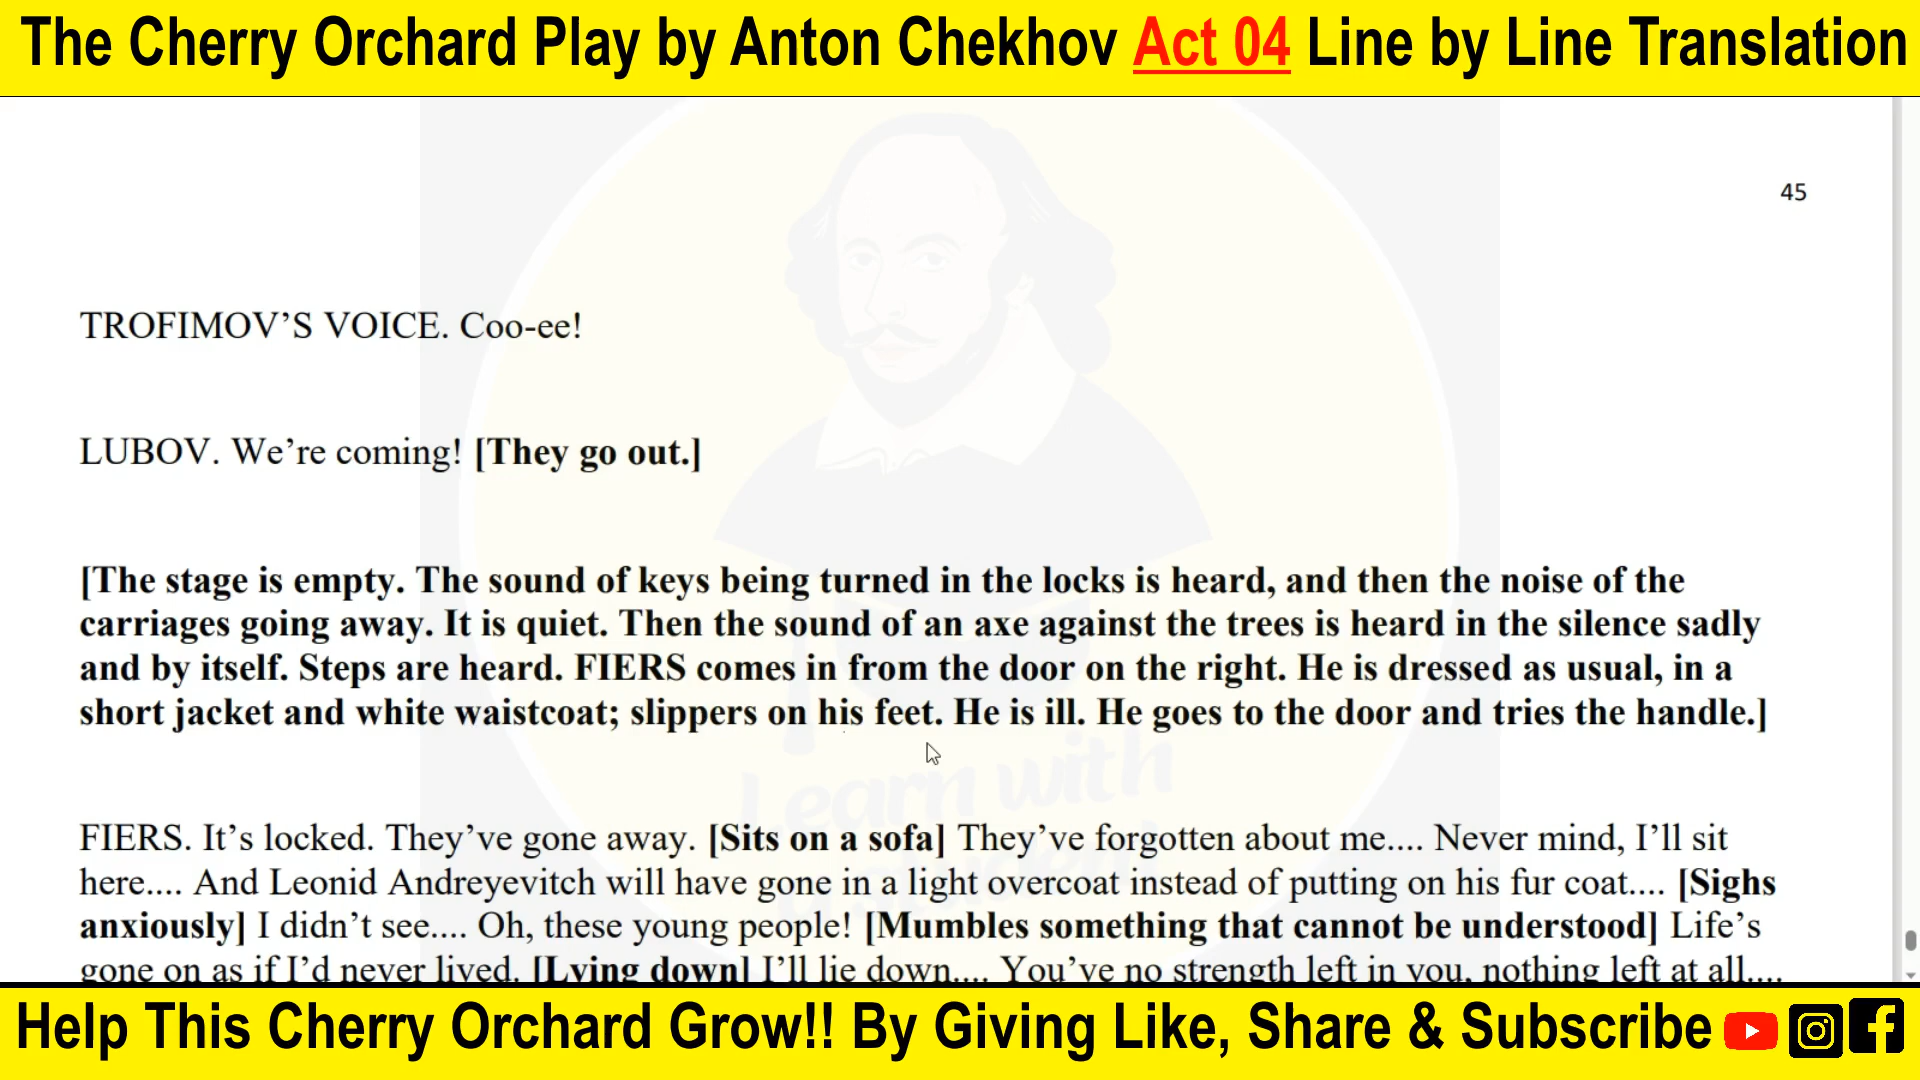 The Cherry Orchard Play by Anton Chekhov Act 04 Line by Line Translation
45
TROFIMOV’S VOICE. Coo-ee!
LUBOV. We’re coming! [They go out.]
[The stage is empty. The sound of keys being turned in the locks is heard, and then the noise of the
carriages going away. It is quiet. Then the sound of an axe against the trees is heard in the silence sadly
and by itself. Steps are heard. FIERS comes in from the door on the right. He is dressed as usual, in a
short jacket and white waistcoat; slippers on his feet. He is ill. He goes to the door and tries the handle.]
Learn with
a student
FIERS. It’s locked. They’ve gone away. [Sits on a sofa] They’ve forgotten about me.... Never mind, I’ll sit
here.... And Leonid Andreyevitch will have gone in a light overcoat instead of putting on his fur coat.... [Sighs
anxiously] I didn’t see.... Oh, these young people! [Mumbles something that cannot be understood] Life’s
gone on as if I’d never lived. [Lying down] I’ll lie down.... You’ve no strength left in you, nothing left at all....
Help This Cherry Orchard Grow!! By Giving Like, Share & Subscribe